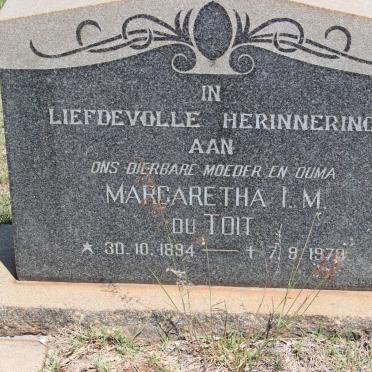 IN
LIEFDEVOLLE HERINNERING
AAN
ONS DIERBARE MOEDER EN OUMA
MARGARETHA I. M.
DU TOIT
★ 30.10.1894 — + 7.9.1979